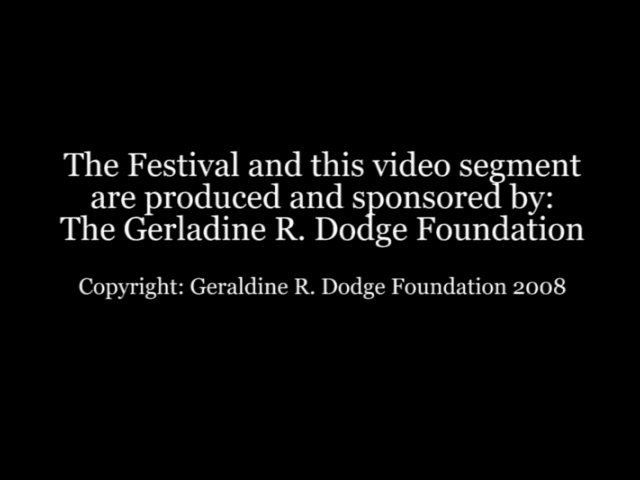 The Festival and this video segment
are produced and sponsored by:
The Gerladine R. Dodge Foundation
Copyright: Geraldine R. Dodge Foundation 2008